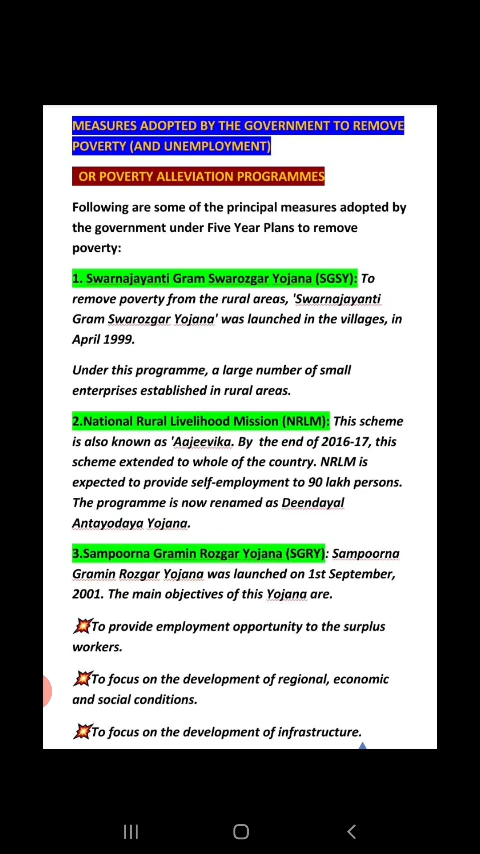 MEASURES ADOPTED BY THE GOVERNMENT TO REMOVE
POVERTY (AND UNEMPLOYMENT)
OR POVERTY ALLEVIATION PROGRAMMES
Following are some of the principal measures adopted by
the government under Five Year Plans to remove
poverty:
1. Swarnajayanti Gram Swarozgar Yojana (SGSY): To
remove poverty from the rural areas, 'Swarnajayanti
Gram Swarozgar Yojana' was launched in the villages, in
April 1999.
Under this programme, a large number of small
enterprises established in rural areas.
2.National Rural Livelihood Mission (NRLM): This scheme
is also known as 'Aajeevika. By the end of 2016-17, this
scheme extended to whole of the country. NRLM is
expected to provide self-employment to 90 lakh persons.
The programme is now renamed as Deendayal
Antayodaya Yojana.
3.Sampoorna Gramin Rozgar Yojana (SGRY): Sampoorna
Gramin Rozgar Yojana was launched on 1st September,
2001. The main objectives of this Yojana are.
💥To provide employment opportunity to the surplus
workers.
💥To focus on the development of regional, economic
and social conditions.
💥To focus on the development of infrastructure.